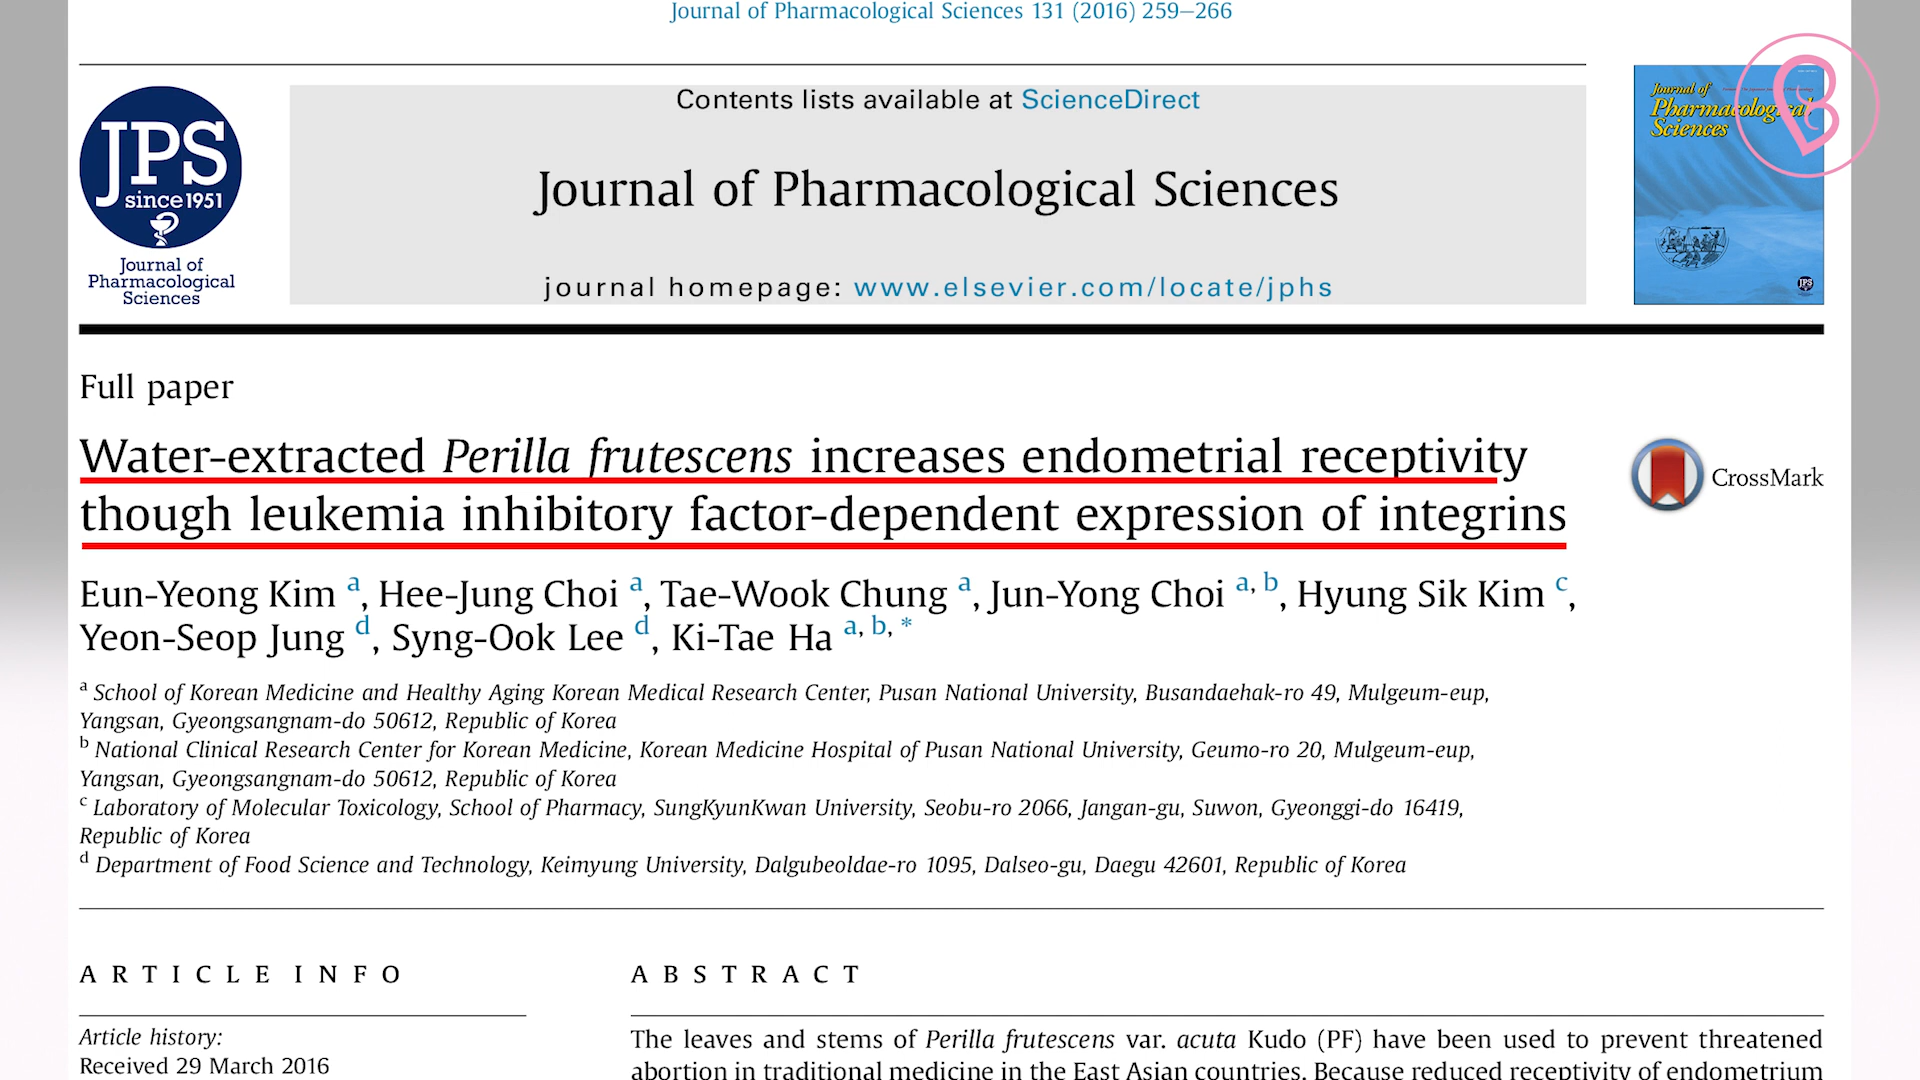 Journal of Pharmacological Sciences 131 (2016) 259–266
JPS
since1951
Journal of
Pharmacological
Sciences
Contents lists available at ScienceDirect
Journal of Pharmacological Sciences
journal homepage: www.elsevier.com/locate/jphs
Journal of
Pharmacological
Sciences
JPS
Full paper
Water-extracted Perilla frutescens increases endometrial receptivity
though leukemia inhibitory factor-dependent expression of integrins
CrossMark
Eun-Yeong Kim a, Hee-Jung Choi a, Tae-Wook Chung a, Jun-Yong Choi a, b, Hyung Sik Kim c,
Yeon-Seop Jung d, Syng-Ook Lee d, Ki-Tae Ha a, b, *
a School of Korean Medicine and Healthy Aging Korean Medical Research Center, Pusan National University, Busandaehak-ro 49, Mulgeum-eup,
Yangsan, Gyeongsangnam-do 50612, Republic of Korea
b National Clinical Research Center for Korean Medicine, Korean Medicine Hospital of Pusan National University, Geumo-ro 20, Mulgeum-eup,
Yangsan, Gyeongsangnam-do 50612, Republic of Korea
c Laboratory of Molecular Toxicology, School of Pharmacy, SungKyunKwan University, Seobu-ro 2066, Jangan-gu, Suwon, Gyeonggi-do 16419,
Republic of Korea
d Department of Food Science and Technology, Keimyung University, Dalgubeoldae-ro 1095, Dalseo-gu, Daegu 42601, Republic of Korea
ARTICLE INFO
Article history:
Received 29 March 2016
ABSTRACT
The leaves and stems of Perilla frutescens var. acuta Kudo (PF) have been used to prevent threatened
abortion in traditional medicine in the East Asian countries. Because reduced receptivity of endometrium